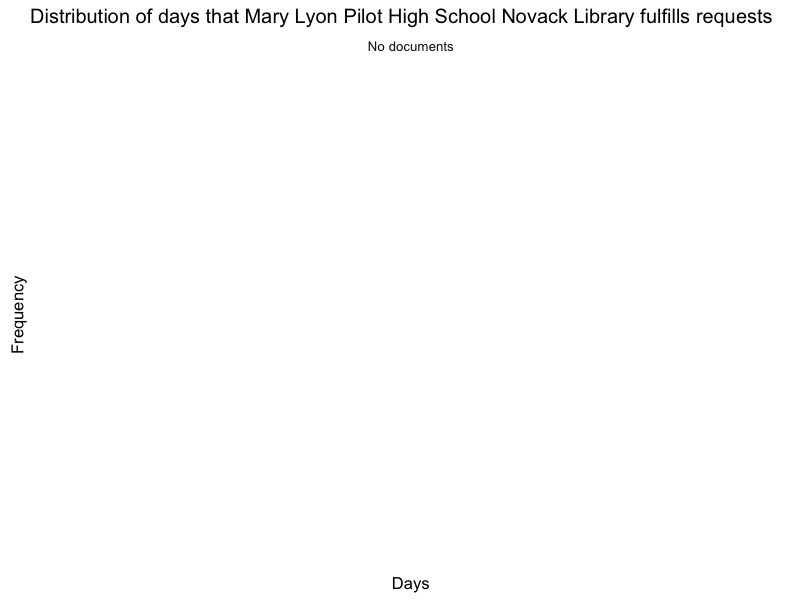 Distribution of days that Mary Lyon Pilot High School Novack Library fulfills requests
No documents
Frequency
Days